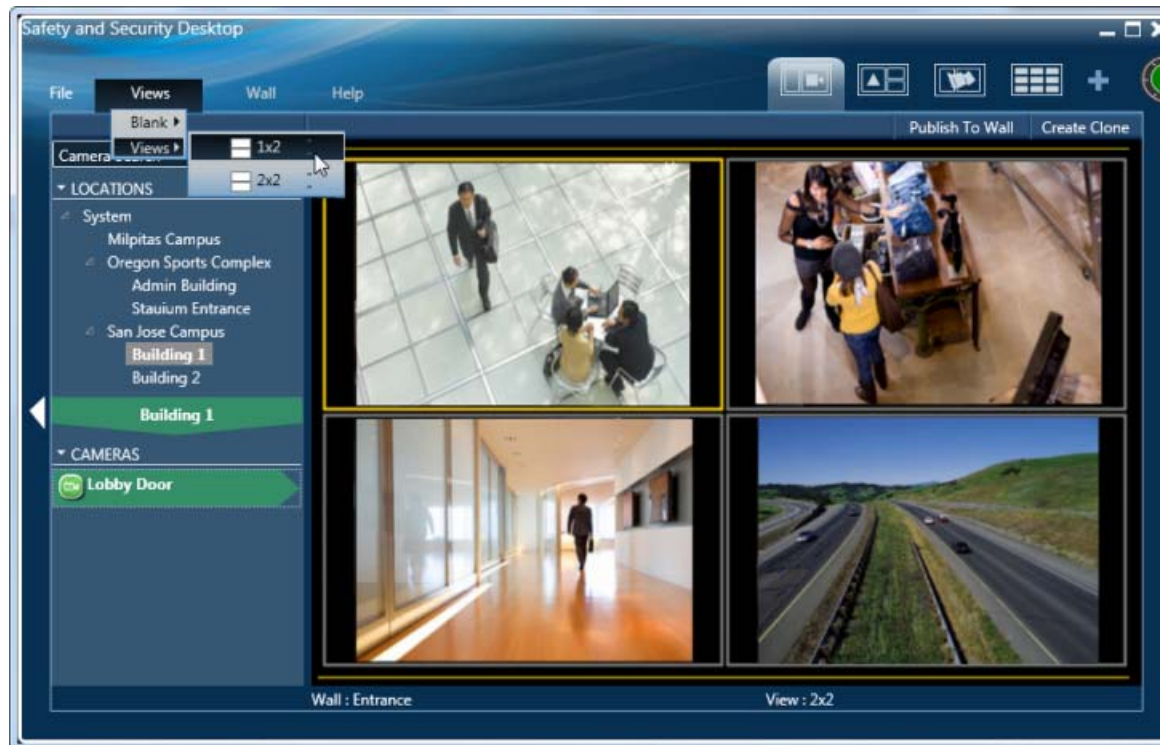 Safety and Security Desktop
File Views Wall Help
Blank
Views
1x2
2x2
Publish To Wall Create Clone
Camera Search
LOCATIONS
System
Milpitas Campus
Oregon Sports Complex
Admin Building
Stauium Entrance
San Jose Campus
Building 1
Building 2
Building 1
CAMERAS
Lobby Door
Wall : Entrance View : 2x2